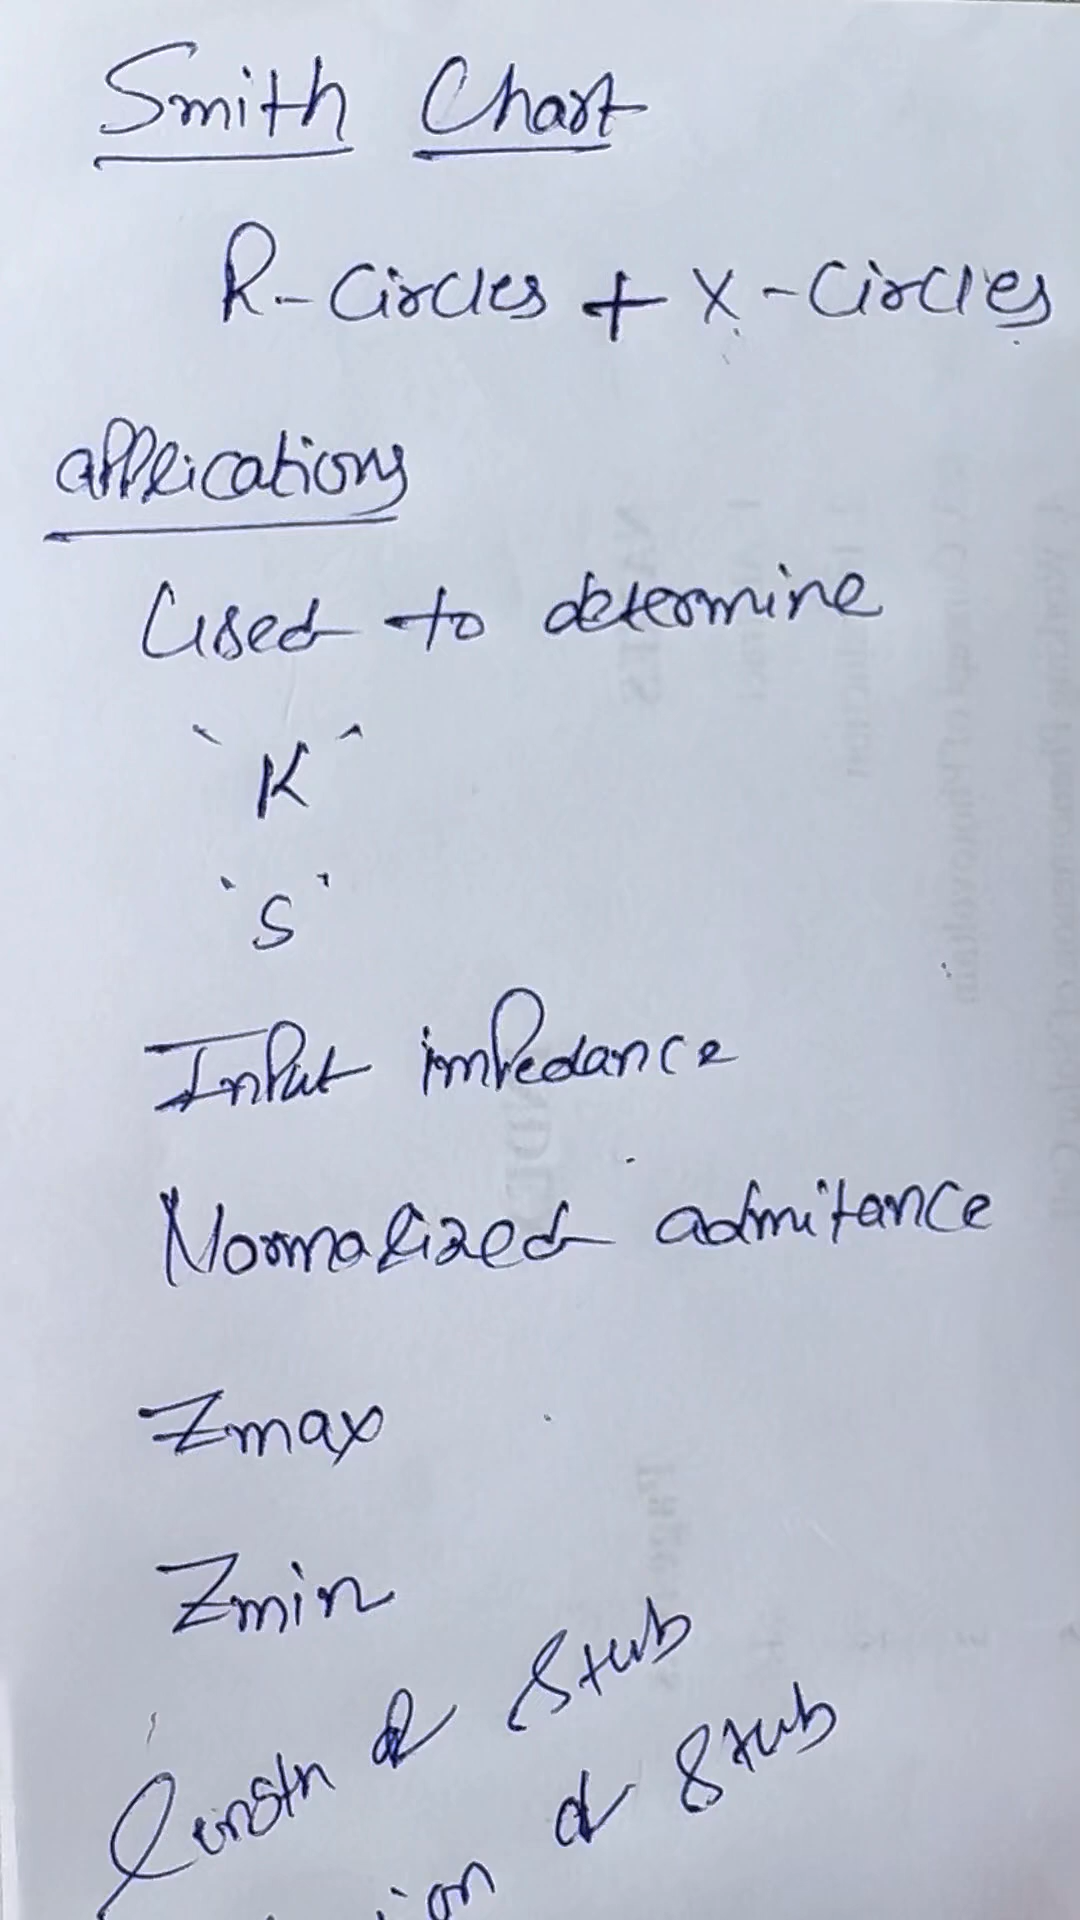 Smith Chart
R-Circles + X-Circles
applications
Used to determine
`K´
'S'
Input impedance
Normalized admitance
Zmax
Zmin
length of Stub
of Stub